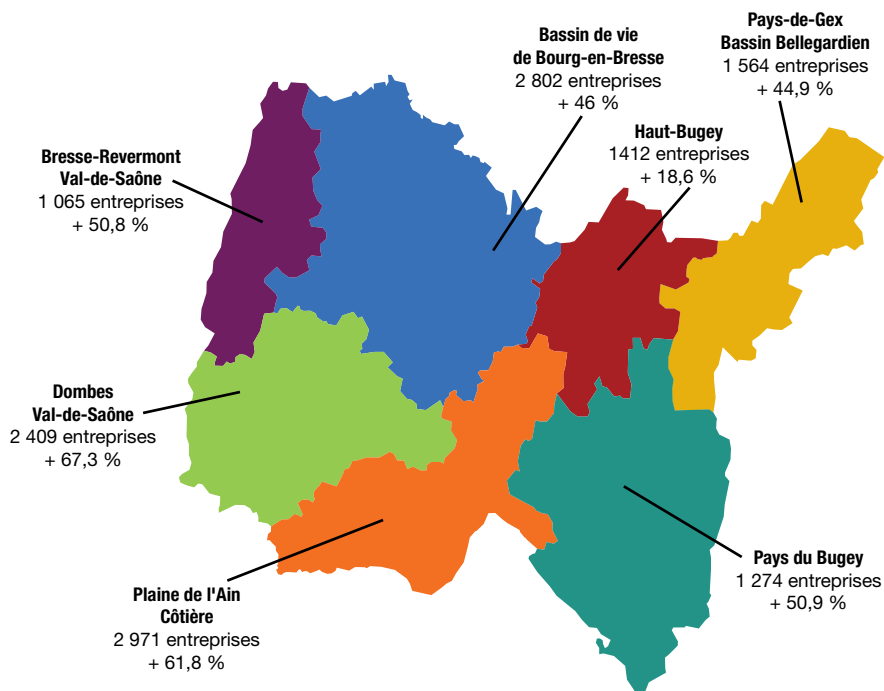 Pays-de-Gex
Bassin Bellegardien
1 564 entreprises
+ 44,9 %
Bassin de vie
de Bourg-en-Bresse
2 802 entreprises
+ 46 %
Haut-Bugey
1412 entreprises
+ 18,6 %
Bresse-Revermont
Val-de-Saône
1 065 entreprises
+ 50,8 %
Dombes
Val-de-Saône
2 409 entreprises
+ 67,3 %
Pays du Bugey
1 274 entreprises
+ 50,9 %
Plaine de l'Ain
Côtière
2 971 entreprises
+ 61,8 %